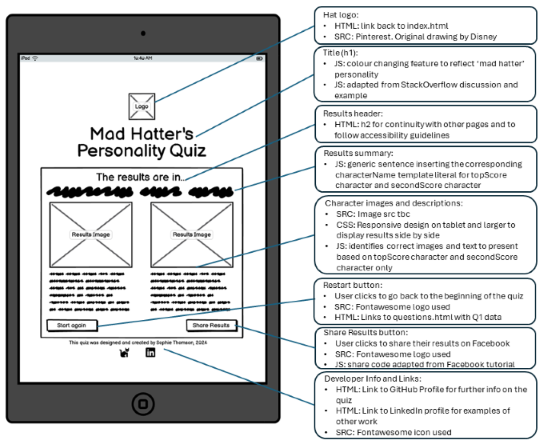 iPad
Logo
Mad Hatter's
Personality Quiz
The results are in...
Results Image
Results Image
Start again
Share Results
This quiz was designed and created by Sophie Thomson, 2024
Hat logo:
• HTML: link back to index.html
• SRC: Pinterest. Original drawing by Disney
Title (h1):
• JS: colour changing feature to reflect 'mad hatter'
personality
• JS: adapted from StackOverflow discussion and
example
Results header:
• HTML: h2 for continuity with other pages and to
follow accessibility guidelines
Results summary:
• JS: generic sentence inserting the corresponding
characterName template literal for topScore
character and secondScore character
Character images and descriptions:
• SRC: Image src tbc
• CSS: Responsive design on tablet and larger to
display results side by side
• JS: identifies correct images and text to present
based on topScore character and secondScore
character only
Restart button:
• User clicks to go back to the beginning of the quiz
• SRC: Fontawesome logo used
• HTML: Links to questions.html with Q1 data
Share Results button:
• User clicks to share their results on Facebook
• SRC: Fontawesome logo used
• JS: share code adapted from Facebook tutorial
Developer Info and Links:
• HTML: Link to GitHub Profile for further info on the
quiz
• HTML: Link to LinkedIn profile for examples of
other work
• SRC: Fontawesome icon used